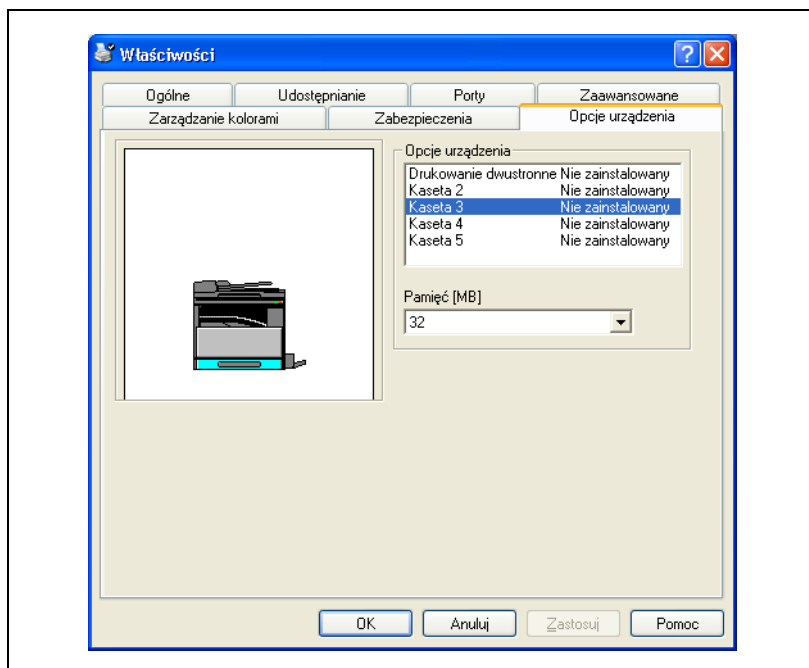 Właściwości
Ogólne Udostępnianie Porty Zaawansowane
Zarządzanie kolorami Zabezpieczenia Opcje urządzenia
Opcje urządzenia
Drukowanie dwustronne Nie zainstalowany
Kaseta 2 Nie zainstalowany
Kaseta 3 Nie zainstalowany
Kaseta 4 Nie zainstalowany
Kaseta 5 Nie zainstalowany
Pamięć [MB]
32
OK Anuluj Zastosuj Pomoc